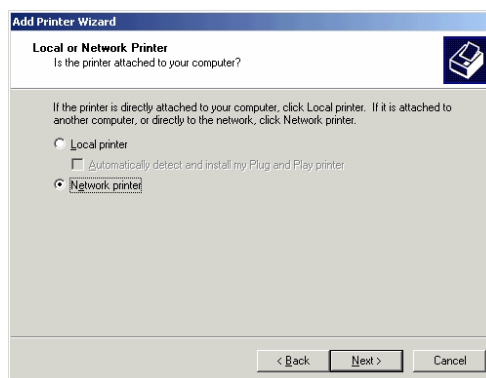 Add Printer Wizard
Local or Network Printer
Is the printer attached to your computer?
If the printer is directly attached to your computer, click Local printer. If it is attached to
another computer, or directly to the network, click Network printer.
Local printer
Automatically detect and install my Plug and Play printer
Network printer
< Back Next > Cancel